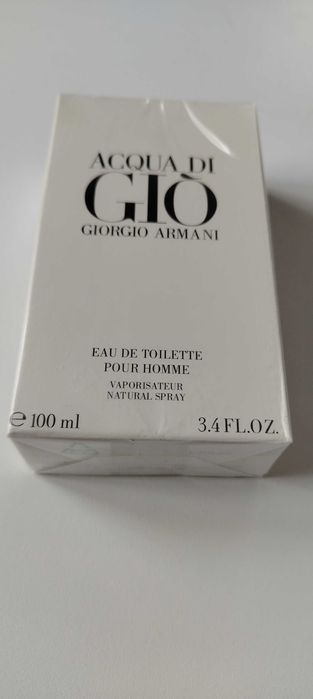 ACQUA DI
GIÒ
GIORGIO ARMANI
EAU DE TOILETTE
POUR HOMME
VAPORISATEUR
NATURAL SPRAY
℮ 100 ml 3.4 FL.OZ.